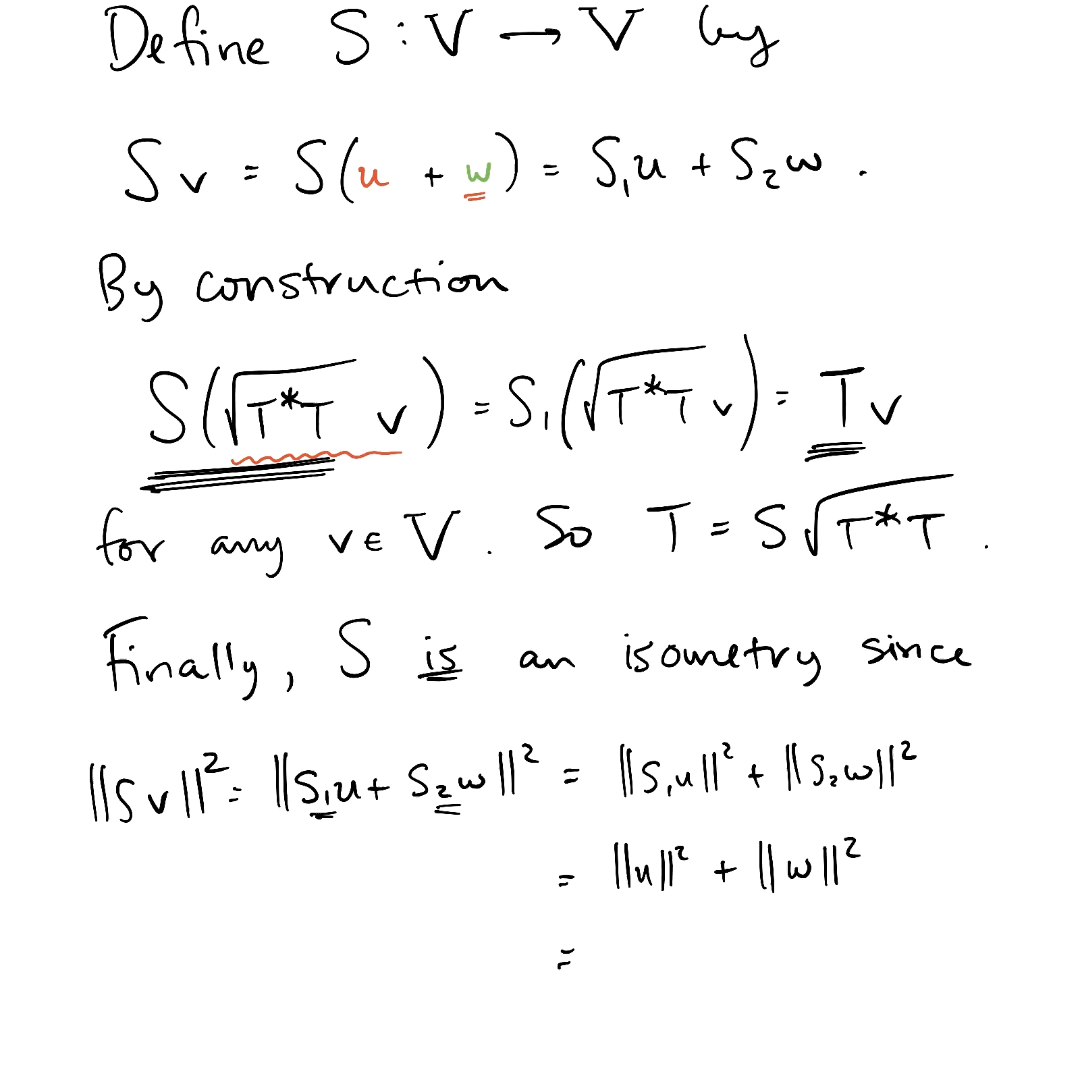 Define S : V → V by
Sv = S(u + w) = S₁u + S₂w .
By construction
S(√T*T v) = S₁(√T*T v) = Tv
for any v ∈ V . So T = S√T*T .
Finally, S is an isometry since
||Sv||² = ||S₁u + S₂w||² = ||S₁u||² + ||S₂w||²
= ||u||² + ||w||²
=